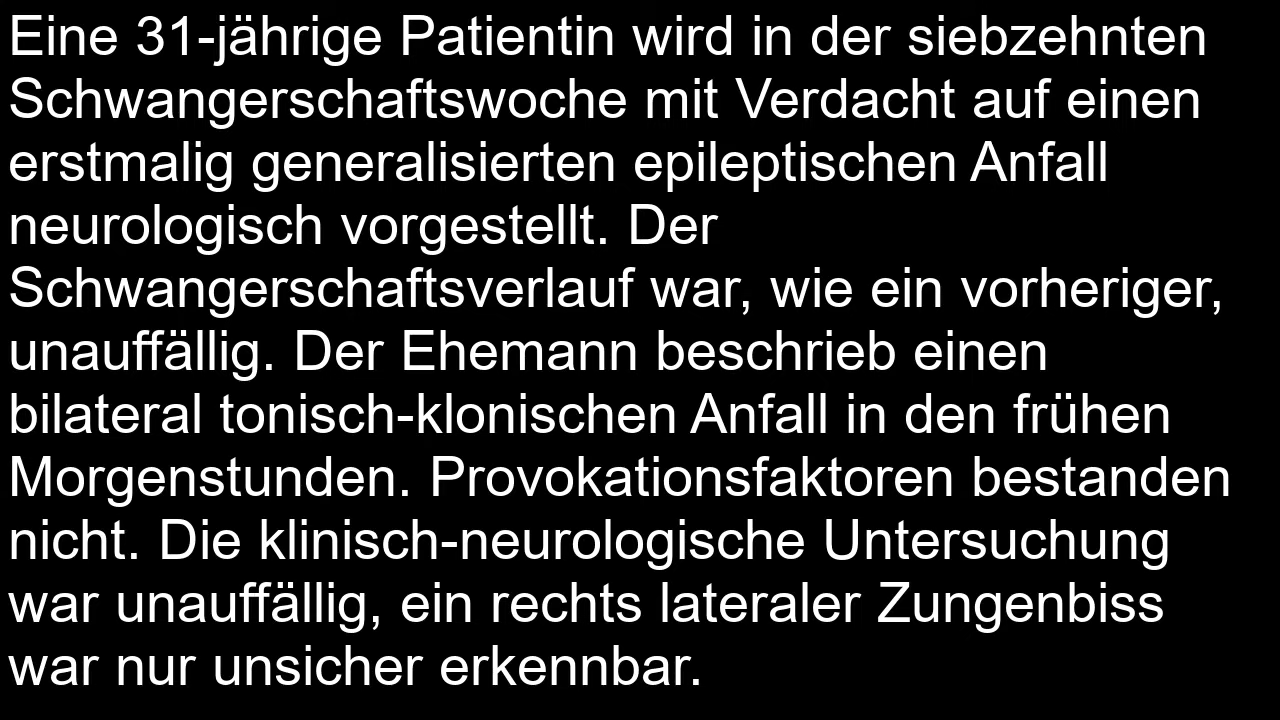 Eine 31-jährige Patientin wird in der siebzehnten
Schwangerschaftswoche mit Verdacht auf einen
erstmalig generalisierten epileptischen Anfall
neurologisch vorgestellt. Der
Schwangerschaftsverlauf war, wie ein vorheriger,
unauffällig. Der Ehemann beschrieb einen
bilateral tonisch-klonischen Anfall in den frühen
Morgenstunden. Provokationsfaktoren bestanden
nicht. Die klinisch-neurologische Untersuchung
war unauffällig, ein rechts lateraler Zungenbiss
war nur unsicher erkennbar.